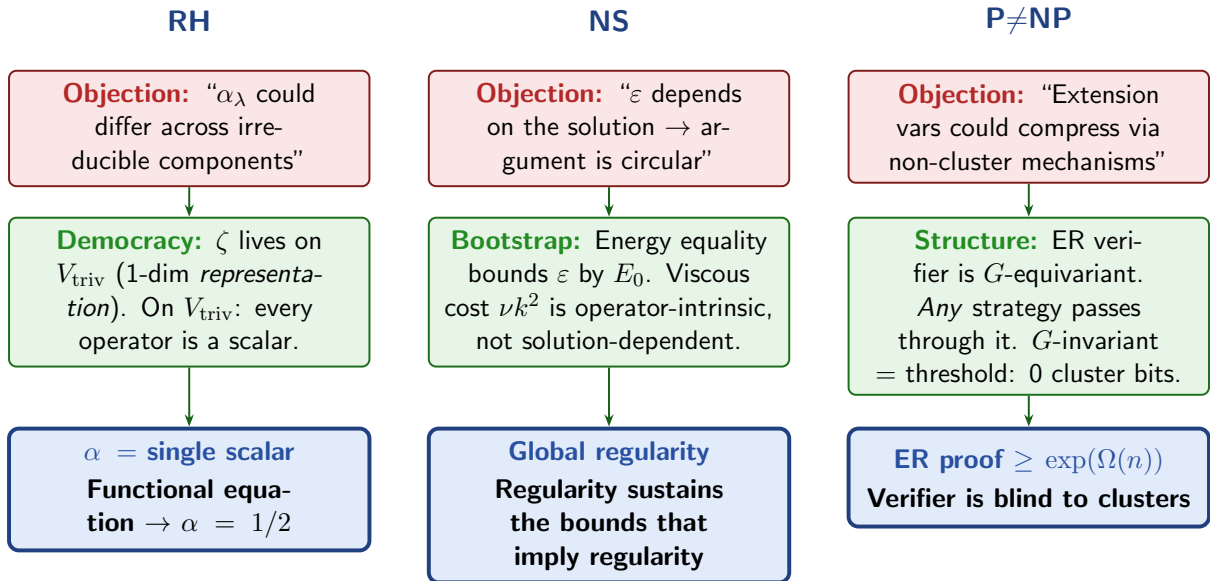 RH
Objection: “α_λ could
differ across irre-
ducible components”
Democracy: ζ lives on
V_triv (1-dim representa-
tion). On V_triv: every
operator is a scalar.
α = single scalar
Functional equa-
tion → α = 1/2
NS
Objection: “ε depends
on the solution → ar-
gument is circular”
Bootstrap: Energy equality
bounds ε by E₀. Viscous
cost νk² is operator-intrinsic,
not solution-dependent.
Global regularity
Regularity sustains
the bounds that
imply regularity
P≠NP
Objection: “Extension
vars could compress via
non-cluster mechanisms”
Structure: ER veri-
fier is G-equivariant.
Any strategy passes
through it. G-invariant
= threshold: 0 cluster bits.
ER proof ≥ exp(Ω(n))
Verifier is blind to clusters